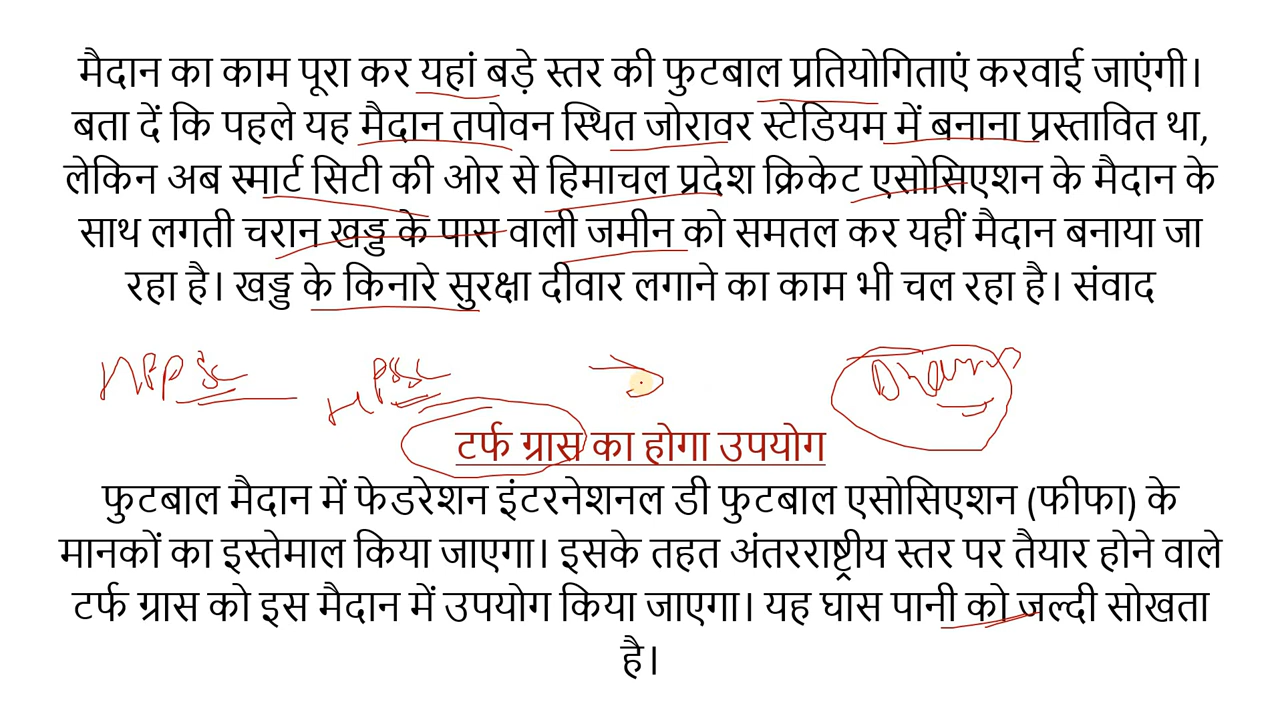 मैदान का काम पूरा कर यहां बड़े स्तर की फुटबाल प्रतियोगिताएं करवाई जाएंगी।
बता दें कि पहले यह मैदान तपोवन स्थित जोरावर स्टेडियम में बनाना प्रस्तावित था,
लेकिन अब स्मार्ट सिटी की ओर से हिमाचल प्रदेश क्रिकेट एसोसिएशन के मैदान के
साथ लगती चरान खड्ड के पास वाली जमीन को समतल कर यहीं मैदान बनाया जा
रहा है। खड्ड के किनारे सुरक्षा दीवार लगाने का काम भी चल रहा है। संवाद
टर्फ ग्रास का होगा उपयोग
फुटबाल मैदान में फेडरेशन इंटरनेशनल डी फुटबाल एसोसिएशन (फीफा) के
मानकों का इस्तेमाल किया जाएगा। इसके तहत अंतरराष्ट्रीय स्तर पर तैयार होने वाले
टर्फ ग्रास को इस मैदान में उपयोग किया जाएगा। यह घास पानी को जल्दी सोखता
है।